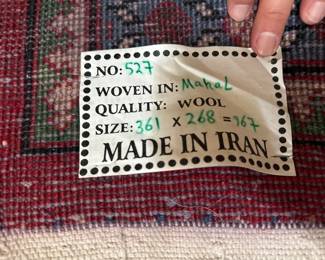 NO: 527
WOVEN IN: Mahal
QUALITY: WOOL
SIZE: 361 x 268 = 967
MADE IN IRAN